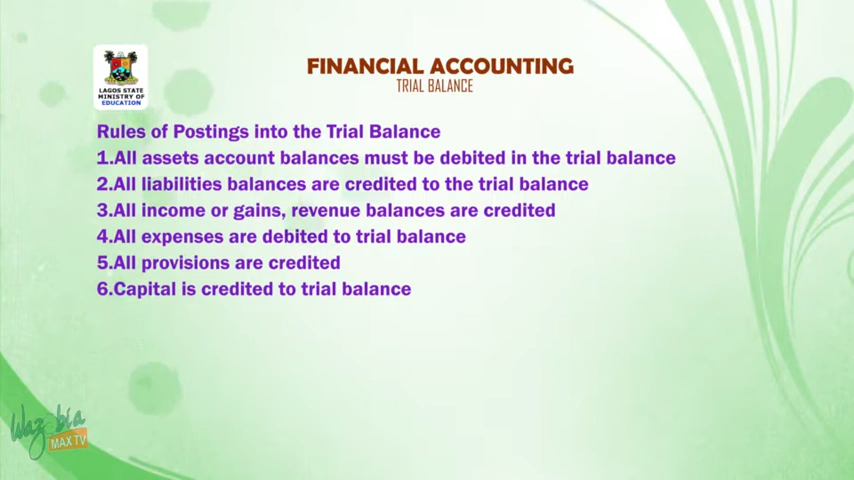 FINANCIAL ACCOUNTING
TRIAL BALANCE
LAGOS STATE
MINISTRY OF
EDUCATION
Rules of Postings into the Trial Balance
1.All assets account balances must be debited in the trial balance
2.All liabilities balances are credited to the trial balance
3.All income or gains, revenue balances are credited
4.All expenses are debited to trial balance
5.All provisions are credited
6.Capital is credited to trial balance
Wazobia
MAX TV